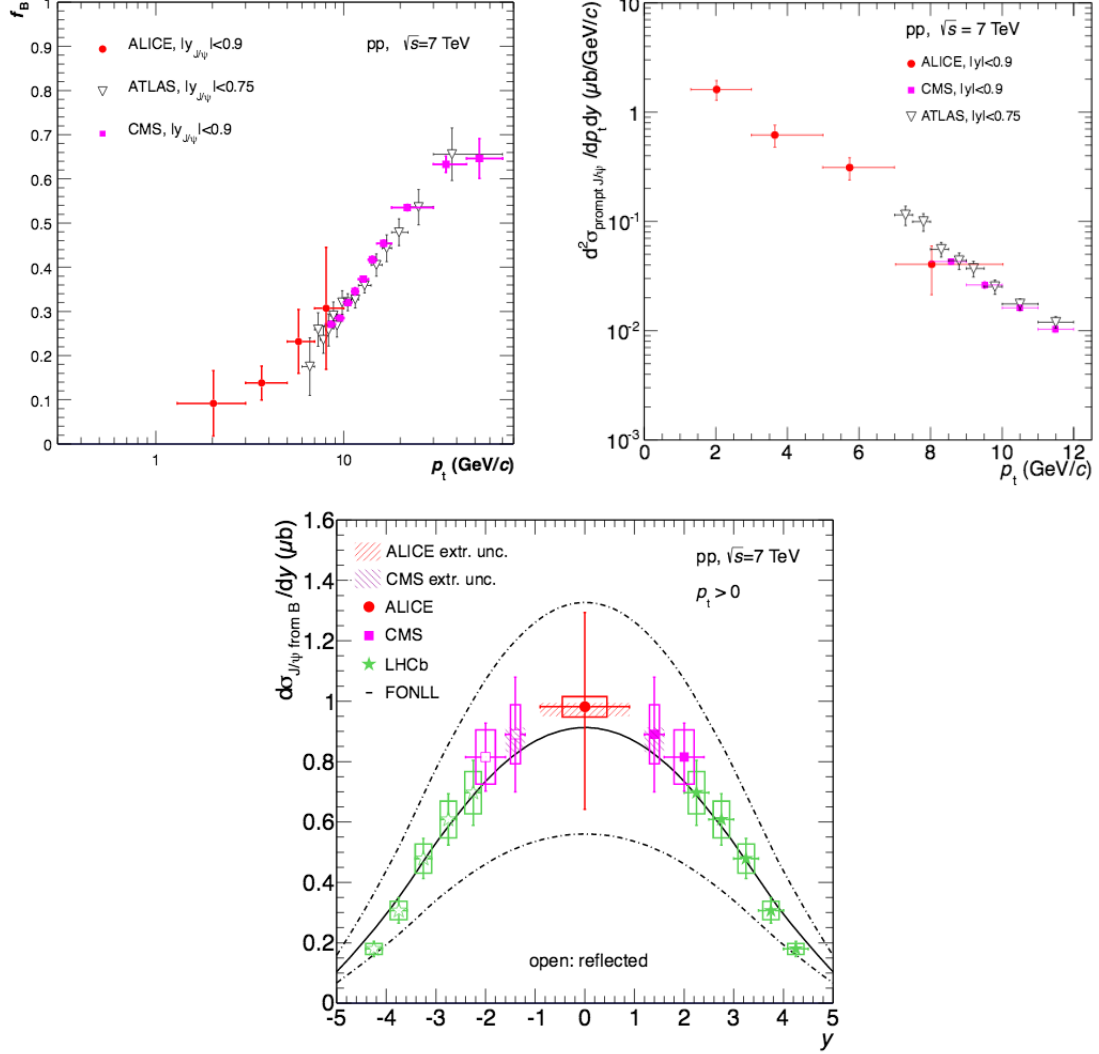 f_B
1
0.9
0.8
0.7
0.6
0.5
0.4
0.3
0.2
0.1
0
ALICE, |y_J/ψ|<0.9
ATLAS, |y_J/ψ|<0.75
CMS, |y_J/ψ|<0.9
pp, √s=7 TeV
1 10
p_t (GeV/c)
d²σ_prompt J/ψ /dp_t dy (μb/GeV/c)
10
1
10⁻¹
10⁻²
10⁻³
pp, √s = 7 TeV
ALICE, |y|<0.9
CMS, |y|<0.9
ATLAS, |y|<0.75
0 2 4 6 8 10 12
p_t (GeV/c)
dσ_J/ψ from B /dy (μb)
1.6
1.4
1.2
1
0.8
0.6
0.4
0.2
0
ALICE extr. unc.
CMS extr. unc.
ALICE
CMS
LHCb
FONLL
pp, √s=7 TeV
p_t > 0
open: reflected
-5 -4 -3 -2 -1 0 1 2 3 4 5
y